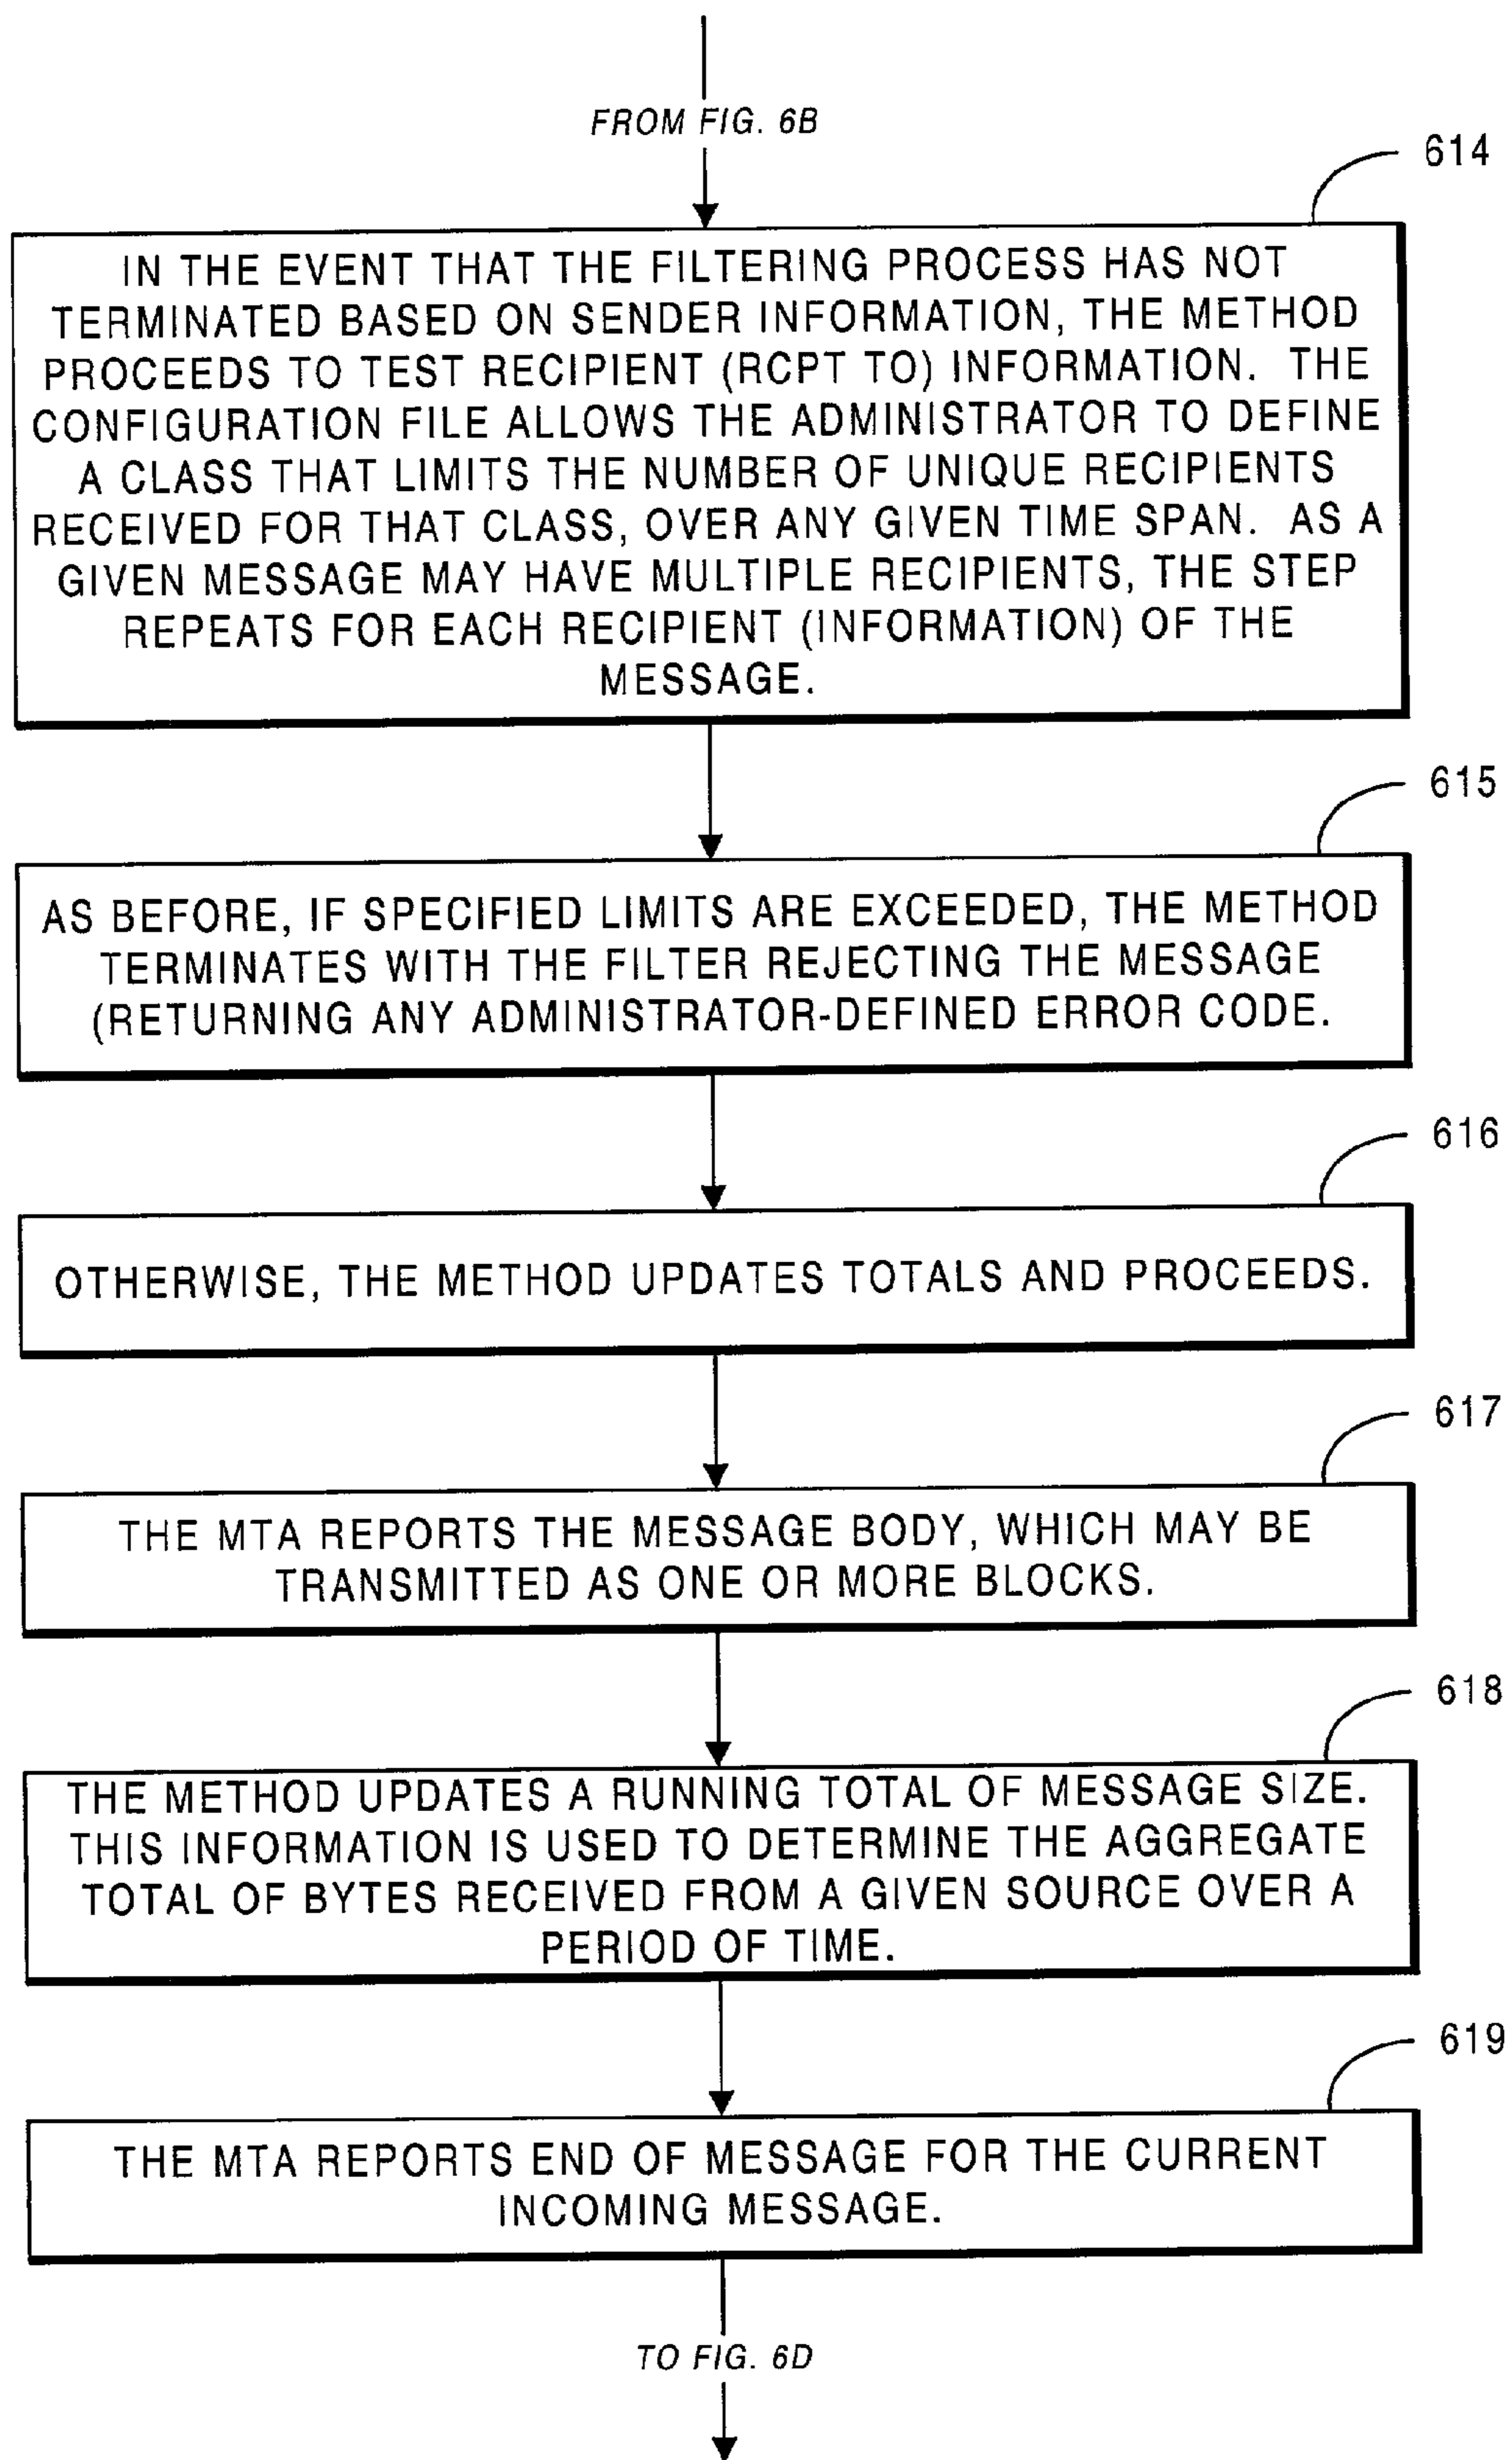 FROM FIG. 6B
614
IN THE EVENT THAT THE FILTERING PROCESS HAS NOT
TERMINATED BASED ON SENDER INFORMATION, THE METHOD
PROCEEDS TO TEST RECIPIENT (RCPT TO) INFORMATION. THE
CONFIGURATION FILE ALLOWS THE ADMINISTRATOR TO DEFINE
A CLASS THAT LIMITS THE NUMBER OF UNIQUE RECIPIENTS
RECEIVED FOR THAT CLASS, OVER ANY GIVEN TIME SPAN. AS A
GIVEN MESSAGE MAY HAVE MULTIPLE RECIPIENTS, THE STEP
REPEATS FOR EACH RECIPIENT (INFORMATION) OF THE
MESSAGE.
615
AS BEFORE, IF SPECIFIED LIMITS ARE EXCEEDED, THE METHOD
TERMINATES WITH THE FILTER REJECTING THE MESSAGE
(RETURNING ANY ADMINISTRATOR-DEFINED ERROR CODE.
616
OTHERWISE, THE METHOD UPDATES TOTALS AND PROCEEDS.
617
THE MTA REPORTS THE MESSAGE BODY, WHICH MAY BE
TRANSMITTED AS ONE OR MORE BLOCKS.
618
THE METHOD UPDATES A RUNNING TOTAL OF MESSAGE SIZE.
THIS INFORMATION IS USED TO DETERMINE THE AGGREGATE
TOTAL OF BYTES RECEIVED FROM A GIVEN SOURCE OVER A
PERIOD OF TIME.
619
THE MTA REPORTS END OF MESSAGE FOR THE CURRENT
INCOMING MESSAGE.
TO FIG. 6D